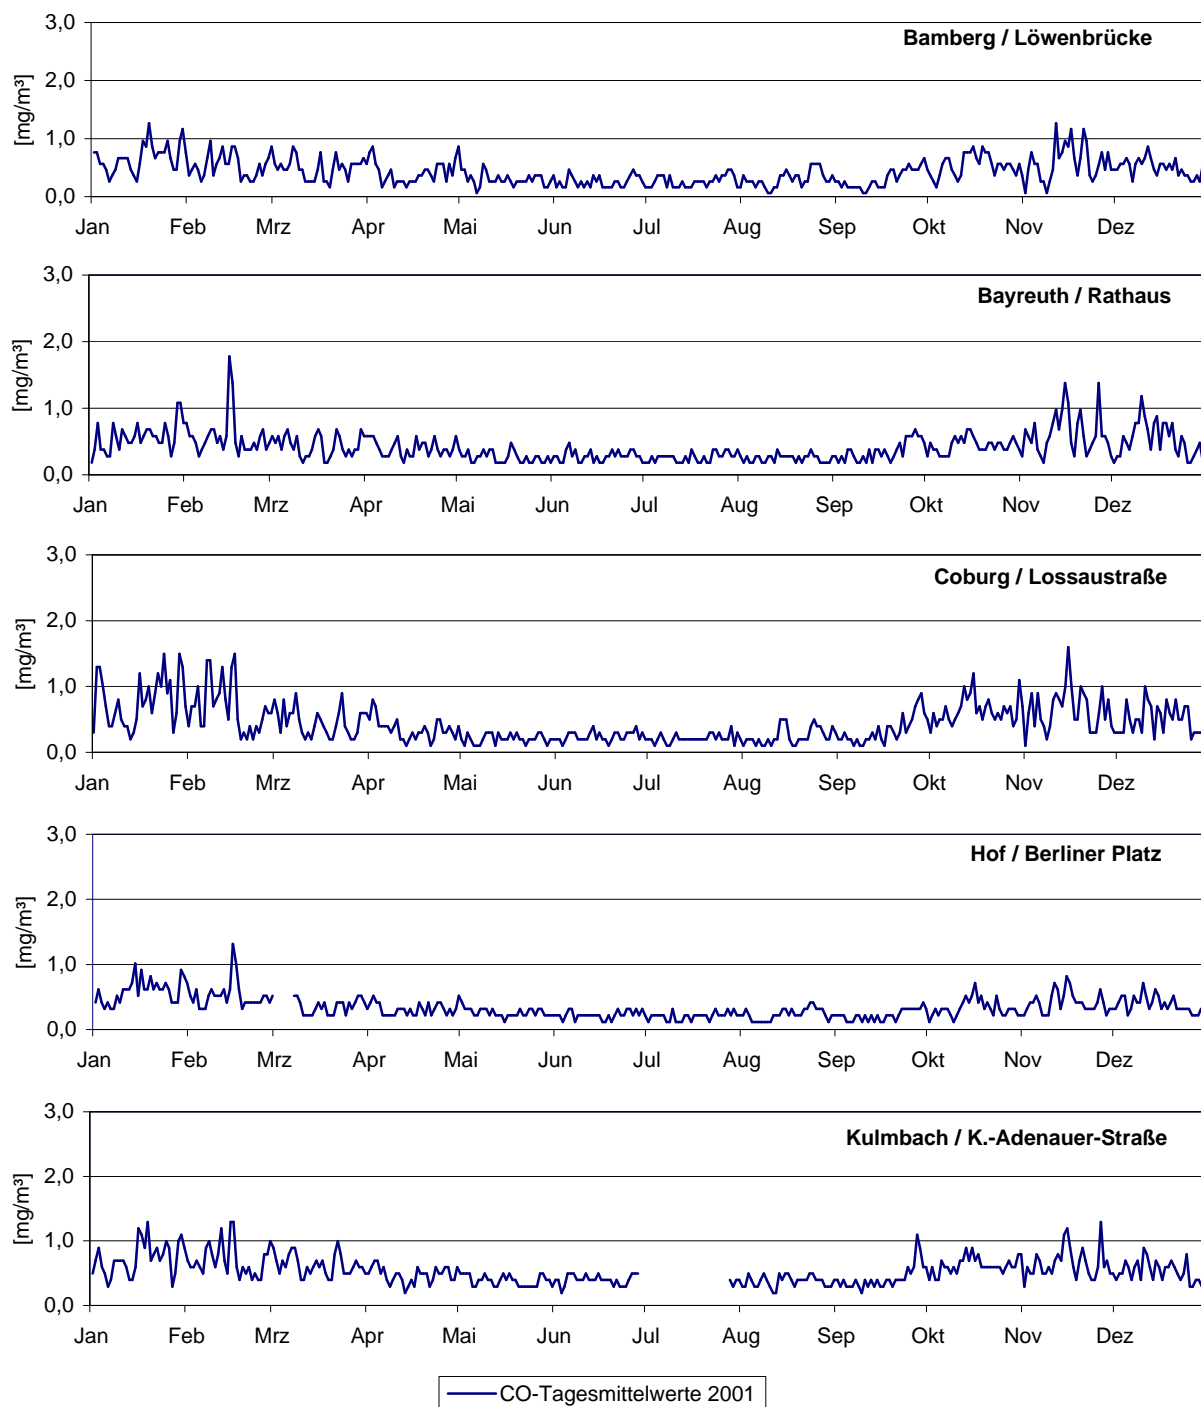 3,0
Bamberg / Löwenbrücke
2,0
[mg/m³]
1,0
0,0
Jan Feb Mrz Apr Mai Jun Jul Aug Sep Okt Nov Dez
3,0
Bayreuth / Rathaus
2,0
[mg/m³]
1,0
0,0
Jan Feb Mrz Apr Mai Jun Jul Aug Sep Okt Nov Dez
3,0
Coburg / Lossaustraße
2,0
[mg/m³]
1,0
0,0
Jan Feb Mrz Apr Mai Jun Jul Aug Sep Okt Nov Dez
3,0
Hof / Berliner Platz
2,0
[mg/m³]
1,0
0,0
Jan Feb Mrz Apr Mai Jun Jul Aug Sep Okt Nov Dez
3,0
Kulmbach / K.-Adenauer-Straße
2,0
[mg/m³]
1,0
0,0
Jan Feb Mrz Apr Mai Jun Jul Aug Sep Okt Nov Dez
CO-Tagesmittelwerte 2001